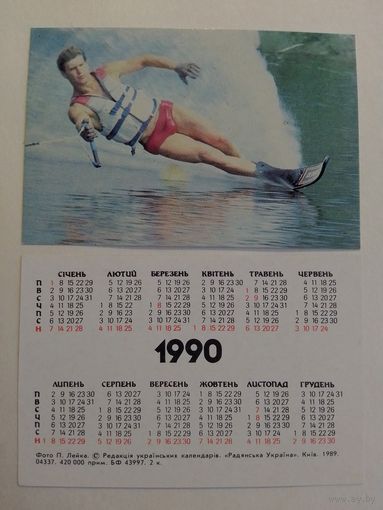 СІЧЕНЬ ЛЮТИЙ БЕРЕЗЕНЬ КВІТЕНЬ ТРАВЕНЬ ЧЕРВЕНЬ
П 1 8 15 22 29 5 12 19 26 5 12 19 26 2 9 16 23 30 7 14 21 28 4 11 18 25
В 2 9 16 23 30 6 13 20 27 6 13 20 27 3 10 17 24 1 8 15 22 29 5 12 19 26
С 3 10 17 24 31 7 14 21 28 7 14 21 28 4 11 18 25 2 9 16 23 30 6 13 20 27
Ч 4 11 18 25 1 8 15 22 1 8 15 22 29 5 12 19 26 3 10 17 24 31 7 14 21 28
П 5 12 19 26 2 9 16 23 2 9 16 23 30 6 13 20 27 4 11 18 25 1 8 15 22 29
С 6 13 20 27 3 10 17 24 3 10 17 24 31 7 14 21 28 5 12 19 26 2 9 16 23 30
Н 7 14 21 28 4 11 18 25 4 11 18 25 1 8 15 22 29 6 13 20 27 3 10 17 24
1990
ЛИПЕНЬ СЕРПЕНЬ ВЕРЕСЕНЬ ЖОВТЕНЬ ЛИСТОПАД ГРУДЕНЬ
П 2 9 16 23 30 6 13 20 27 3 10 17 24 1 8 15 22 29 5 12 19 26 3 10 17 24 31
В 3 10 17 24 31 7 14 21 28 4 11 18 25 2 9 16 23 30 6 13 20 27 4 11 18 25
С 4 11 18 25 1 8 15 22 29 5 12 19 26 3 10 17 24 31 7 14 21 28 5 12 19 26
Ч 5 12 19 26 2 9 16 23 30 6 13 20 27 4 11 18 25 1 8 15 22 29 6 13 20 27
П 6 13 20 27 3 10 17 24 31 7 14 21 28 5 12 19 26 2 9 16 23 30 7 14 21 28
С 7 14 21 28 4 11 18 25 1 8 15 22 29 6 13 20 27 3 10 17 24 1 8 15 22 29
Н 1 8 15 22 29 5 12 19 26 2 9 16 23 30 7 14 21 28 4 11 18 25 2 9 16 23 30
Фото П. Лейка. © Редакція українських календарів. «Радянська Україна». Київ. 1989.
04337. 420 000 прим. БФ 43997. 2 к.
ay.by